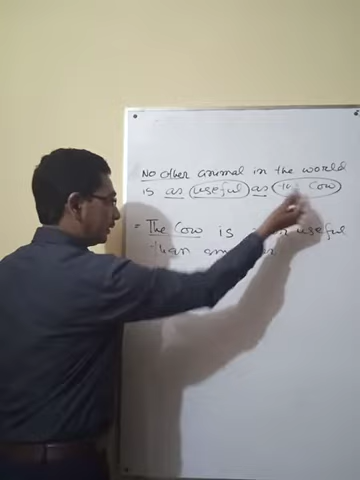 No other animal in the world
is as useful as the Cow
= The Cow is useful
than